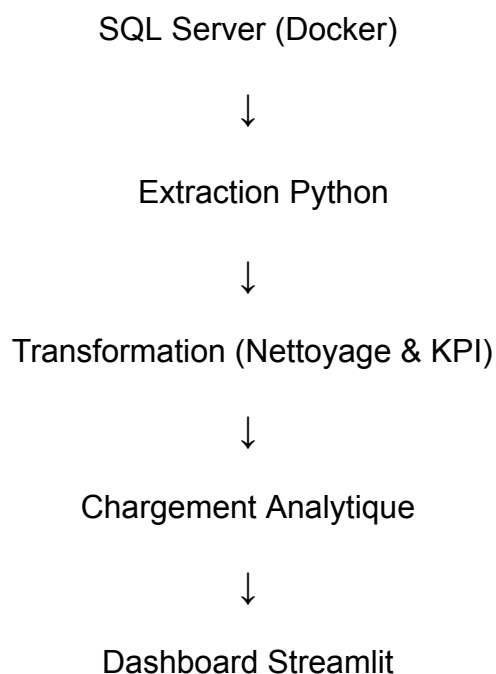 SQL Server (Docker)
↓
Extraction Python
↓
Transformation (Nettoyage & KPI)
↓
Chargement Analytique
↓
Dashboard Streamlit